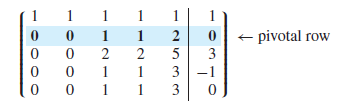 1 1 1 1 1 | 1
0 0 1 1 2 | 0 ← pivotal row
0 0 2 2 5 | 3
0 0 1 1 3 | −1
0 0 1 1 3 | 0